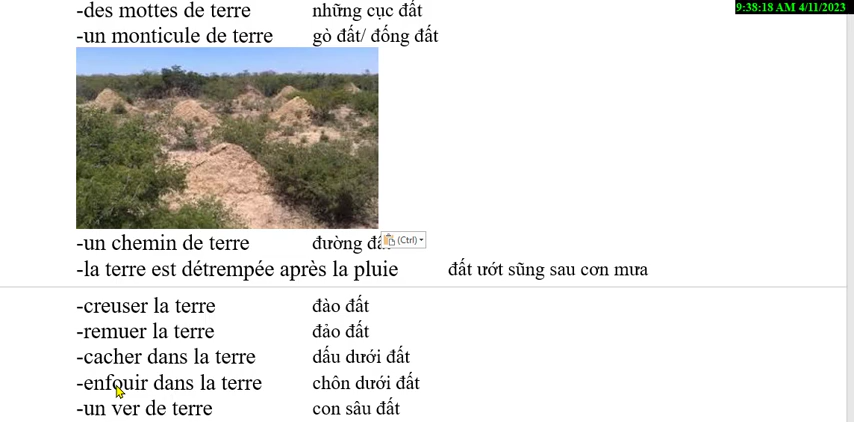 9:38:18 AM 4/11/2023
-des mottes de terre những cục đất
-un monticule de terre gò đất/ đống đất
-un chemin de terre đường đấ
(Ctrl)
-la terre est détrempée après la pluie đất ướt sũng sau cơn mưa
-creuser la terre đào đất
-remuer la terre đảo đất
-cacher dans la terre dấu dưới đất
-enfouir dans la terre chôn dưới đất
-un ver de terre con sâu đất